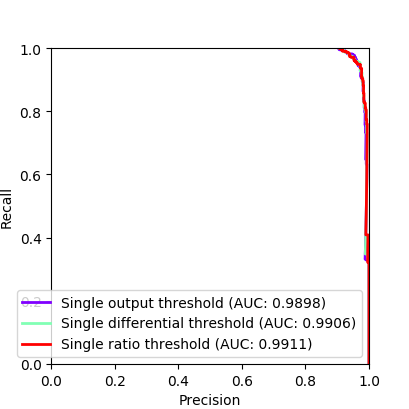 1.0
0.8
0.6
0.4
0.2
0.0
Recall
Single output threshold (AUC: 0.9898)
Single differential threshold (AUC: 0.9906)
Single ratio threshold (AUC: 0.9911)
0.0 0.2 0.4 0.6 0.8 1.0
Precision